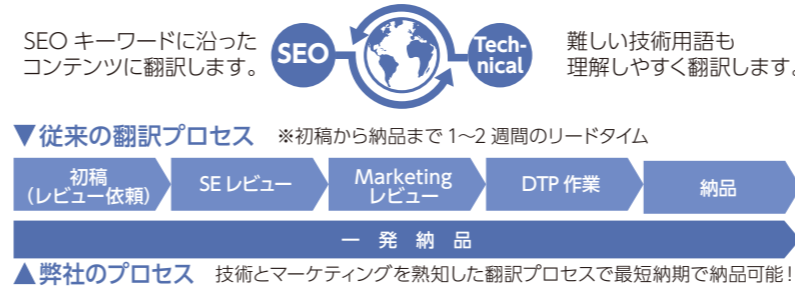 SEO キーワードに沿った
コンテンツに翻訳します。
SEO
Tech-
nical
難しい技術用語も
理解しやすく翻訳します。
▼従来の翻訳プロセス ※初稿から納品まで 1〜2 週間のリードタイム
初稿
(レビュー依頼)
SE レビュー
Marketing
レビュー
DTP 作業
納品
一発納品
▲弊社のプロセス 技術とマーケティングを熟知した翻訳プロセスで最短納期で納品可能！